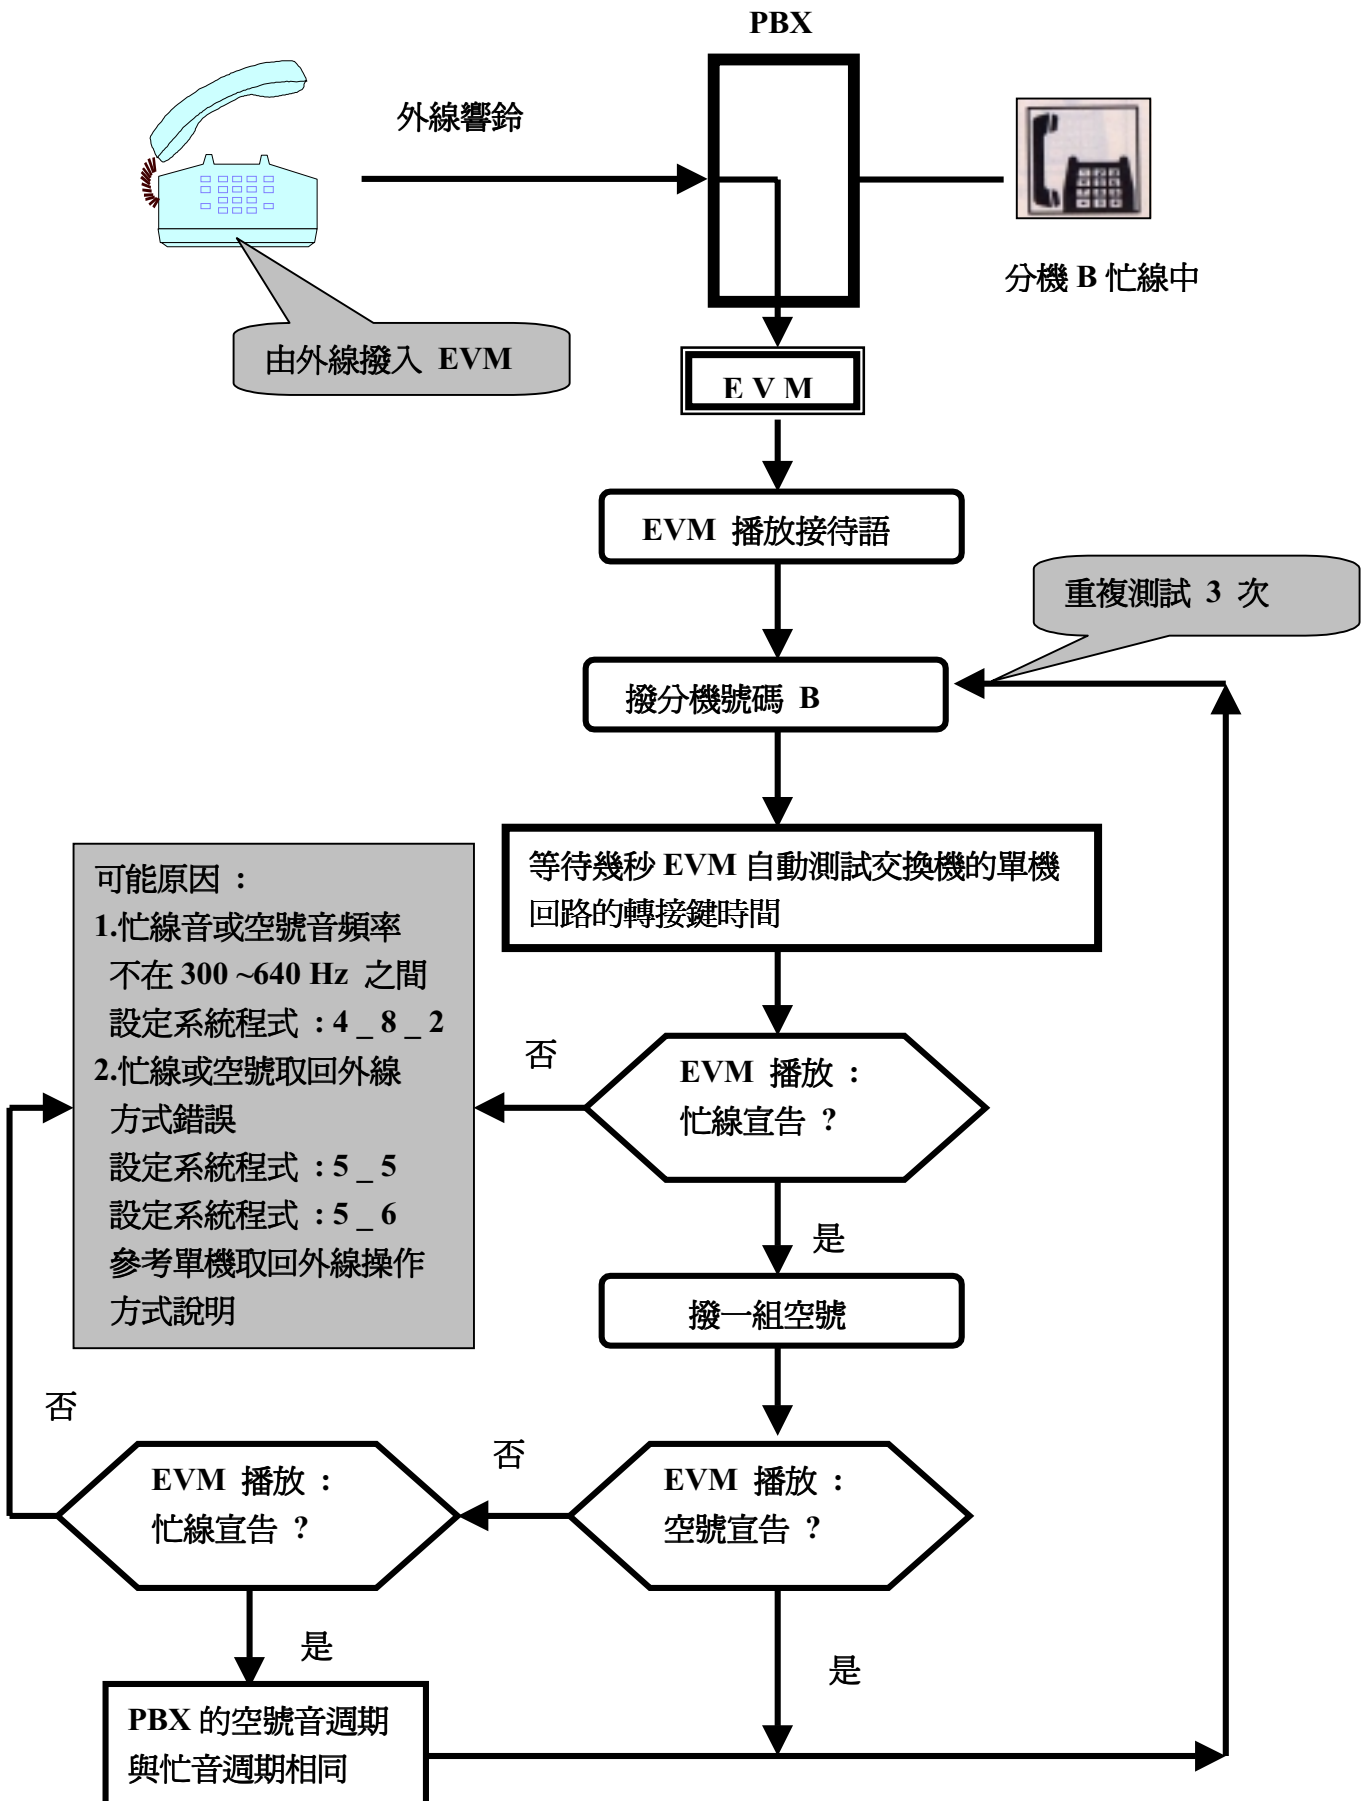 PBX
外線響鈴
分機 B 忙線中
由外線撥入 EVM
E V M
EVM 播放接待語
重複測試 3 次
撥分機號碼 B
等待幾秒 EVM 自動測試交換機的單機
回路的轉接鍵時間
可能原因 :
1.忙線音或空號音頻率
不在 300 ~640 Hz 之間
設定系統程式 : 4 _ 8 _ 2
2.忙線或空號取回外線
方式錯誤
設定系統程式 : 5 _ 5
設定系統程式 : 5 _ 6
參考單機取回外線操作
方式說明
否
EVM 播放 :
忙線宣告 ?
是
撥一組空號
否
EVM 播放 :
忙線宣告 ?
否
EVM 播放 :
空號宣告 ?
是
是
PBX 的空號音週期
與忙音週期相同